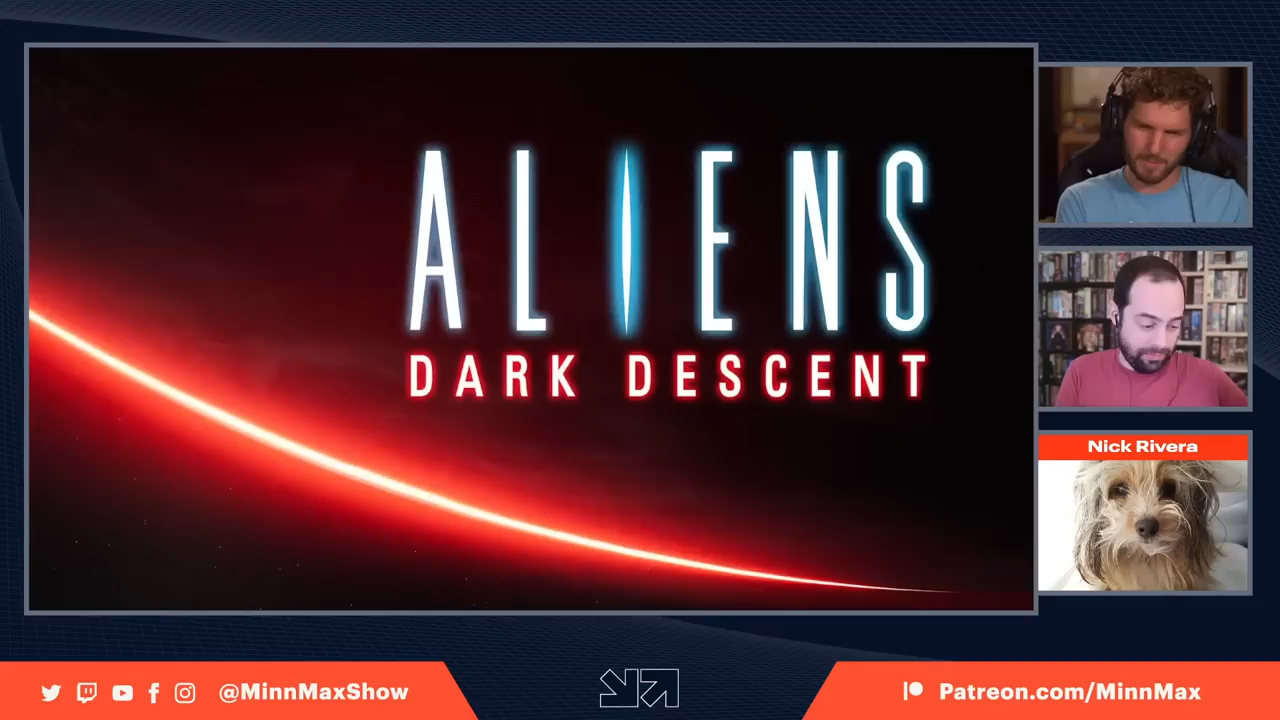 ALIENS
DARK DESCENT
Nick Rivera
@MinnMaxShow
Patreon.com/MinnMax